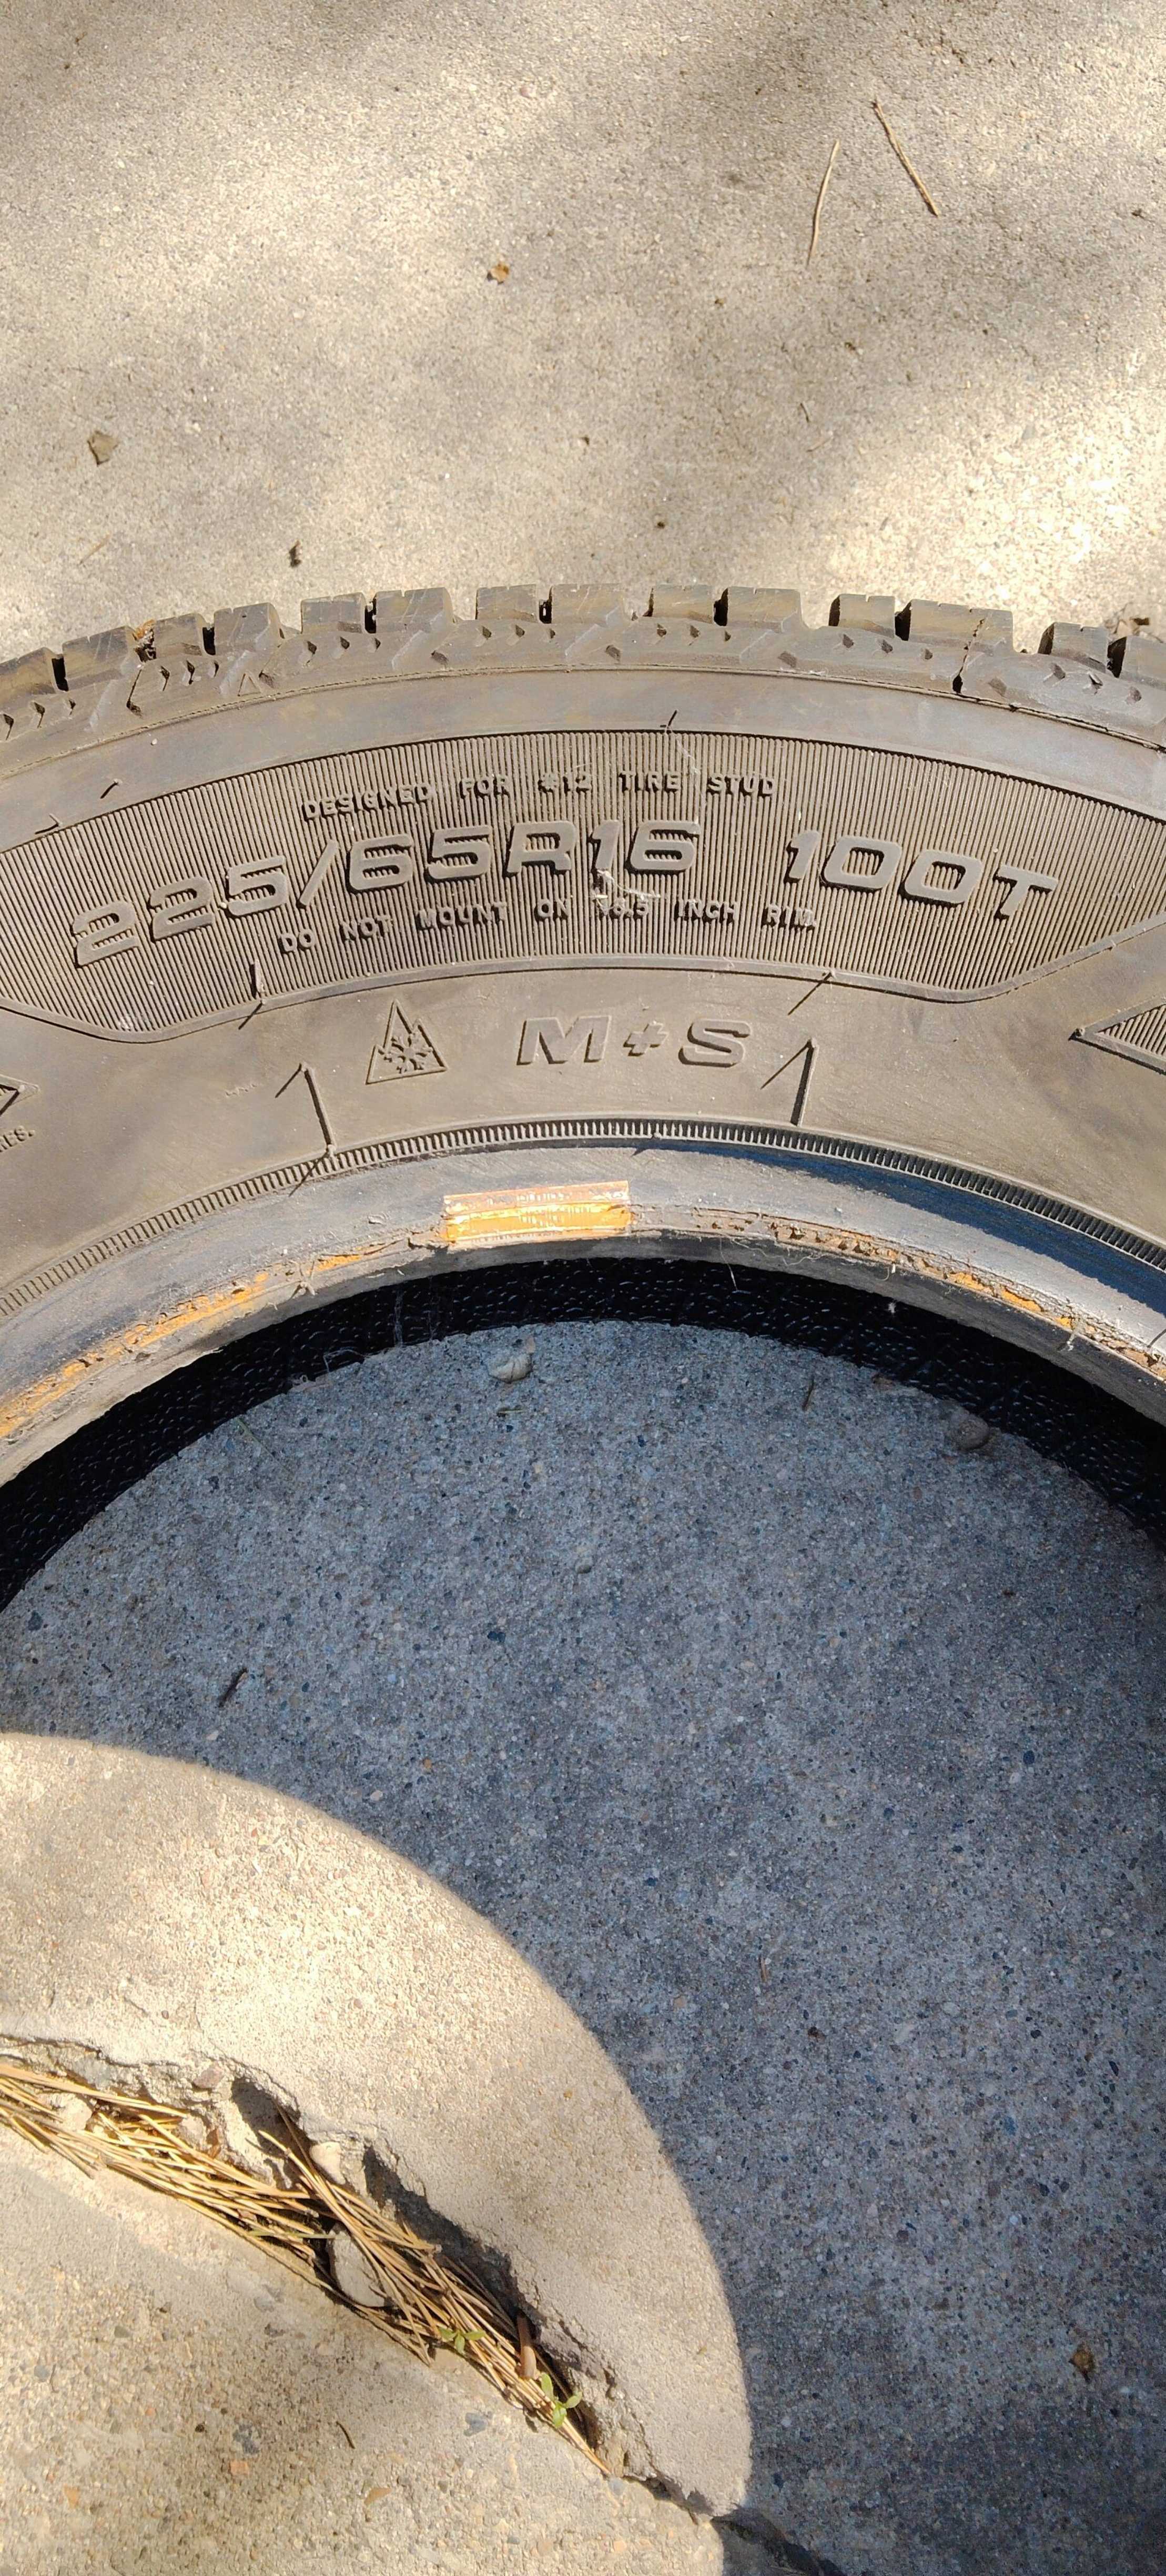 DESIGNED FOR #12 TIRE STUD
225/65R16 100T
DO NOT MOUNT ON 16.5 INCH RIM.
M+S